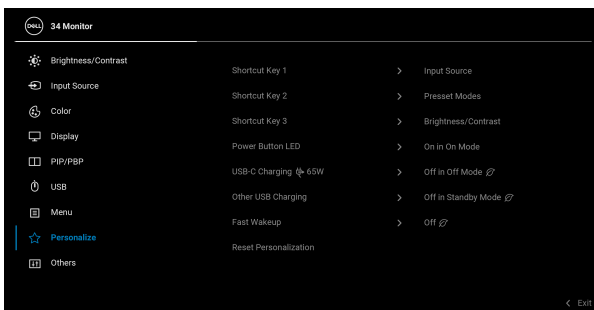 DELL 34 Monitor
Brightness/Contrast
Input Source
Color
Display
PIP/PBP
USB
Menu
Personalize
Others
Shortcut Key 1 > Input Source
Shortcut Key 2 > Presset Modes
Shortcut Key 3 > Brightness/Contrast
Power Button LED > On in On Mode
USB-C Charging 65W > Off in Off Mode
Other USB Charging > Off in Standby Mode
Fast Wakeup > Off
Reset Personalization
< Exit